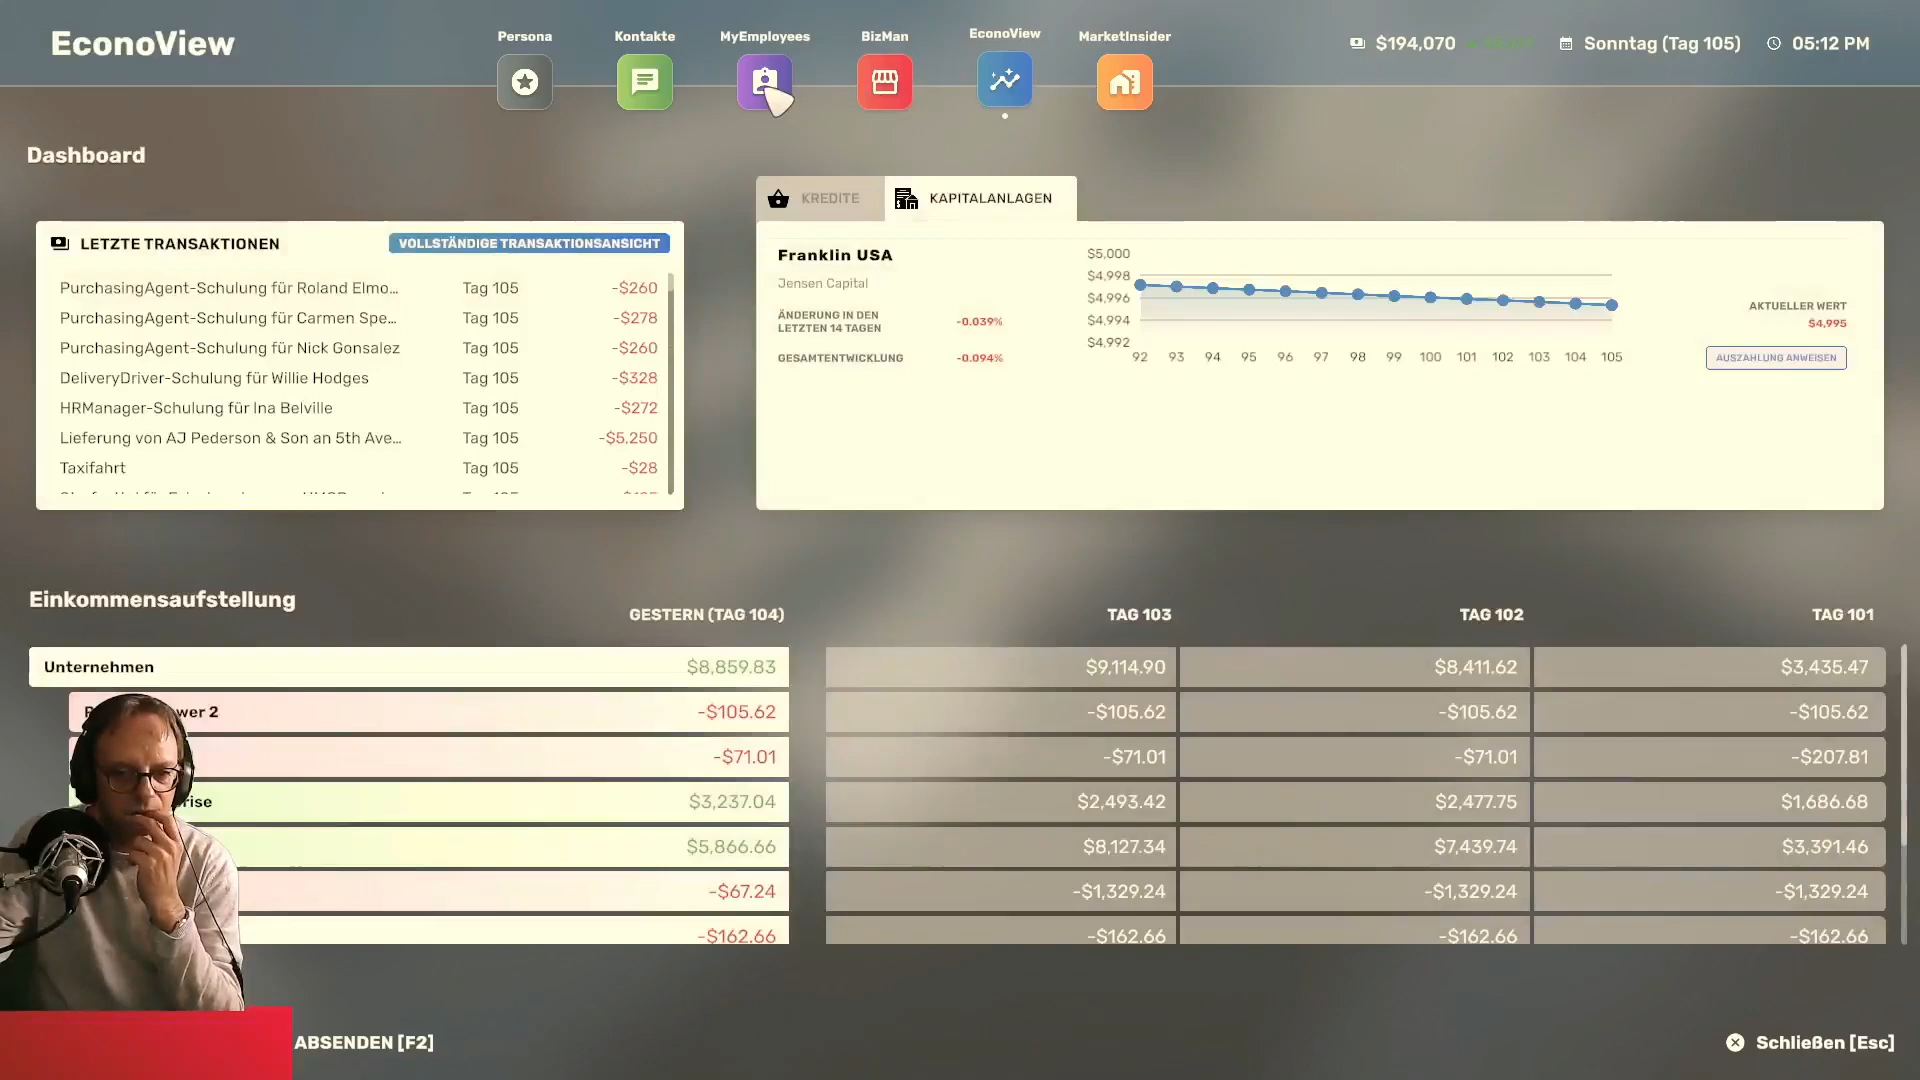 EconoView
Persona
Kontakte
MyEmployees
BizMan
EconoView
MarketInsider
$194,070
Sonntag (Tag 105)
05:12 PM
Dashboard
KREDITE
KAPITALANLAGEN
LETZTE TRANSAKTIONEN
VOLLSTÄNDIGE TRANSAKTIONSANSICHT
PurchasingAgent-Schulung für Roland Elmo... Tag 105 -$260
PurchasingAgent-Schulung für Carmen Spe... Tag 105 -$278
PurchasingAgent-Schulung für Nick Gonsalez Tag 105 -$260
DeliveryDriver-Schulung für Willie Hodges Tag 105 -$328
HRManager-Schulung für Ina Belville Tag 105 -$272
Lieferung von AJ Pederson & Son an 5th Ave... Tag 105 -$5,250
Taxifahrt Tag 105 -$28
Franklin USA
Jensen Capital
ÄNDERUNG IN DEN
LETZTEN 14 TAGEN
-0.039%
GESAMTENTWICKLUNG
-0.094%
$5,000
$4,998
$4,996
$4,994
$4,992
92 93 94 95 96 97 98 99 100 101 102 103 104 105
AKTUELLER WERT
$4,995
AUSZAHLUNG ANWEISEN
Einkommensaufstellung
GESTERN (TAG 104) TAG 103 TAG 102 TAG 101
Unternehmen $8,859.83 $9,114.90 $8,411.62 $3,435.47
wer 2 -$105.62 -$105.62 -$105.62 -$105.62
-$71.01 -$71.01 -$71.01 -$207.81
rise $3,237.04 $2,493.42 $2,477.75 $1,686.68
$5,866.66 $8,127.34 $7,439.74 $3,391.46
-$67.24 -$1,329.24 -$1,329.24 -$1,329.24
-$162.66 -$162.66 -$162.66 -$162.66
ABSENDEN [F2]
Schließen [Esc]